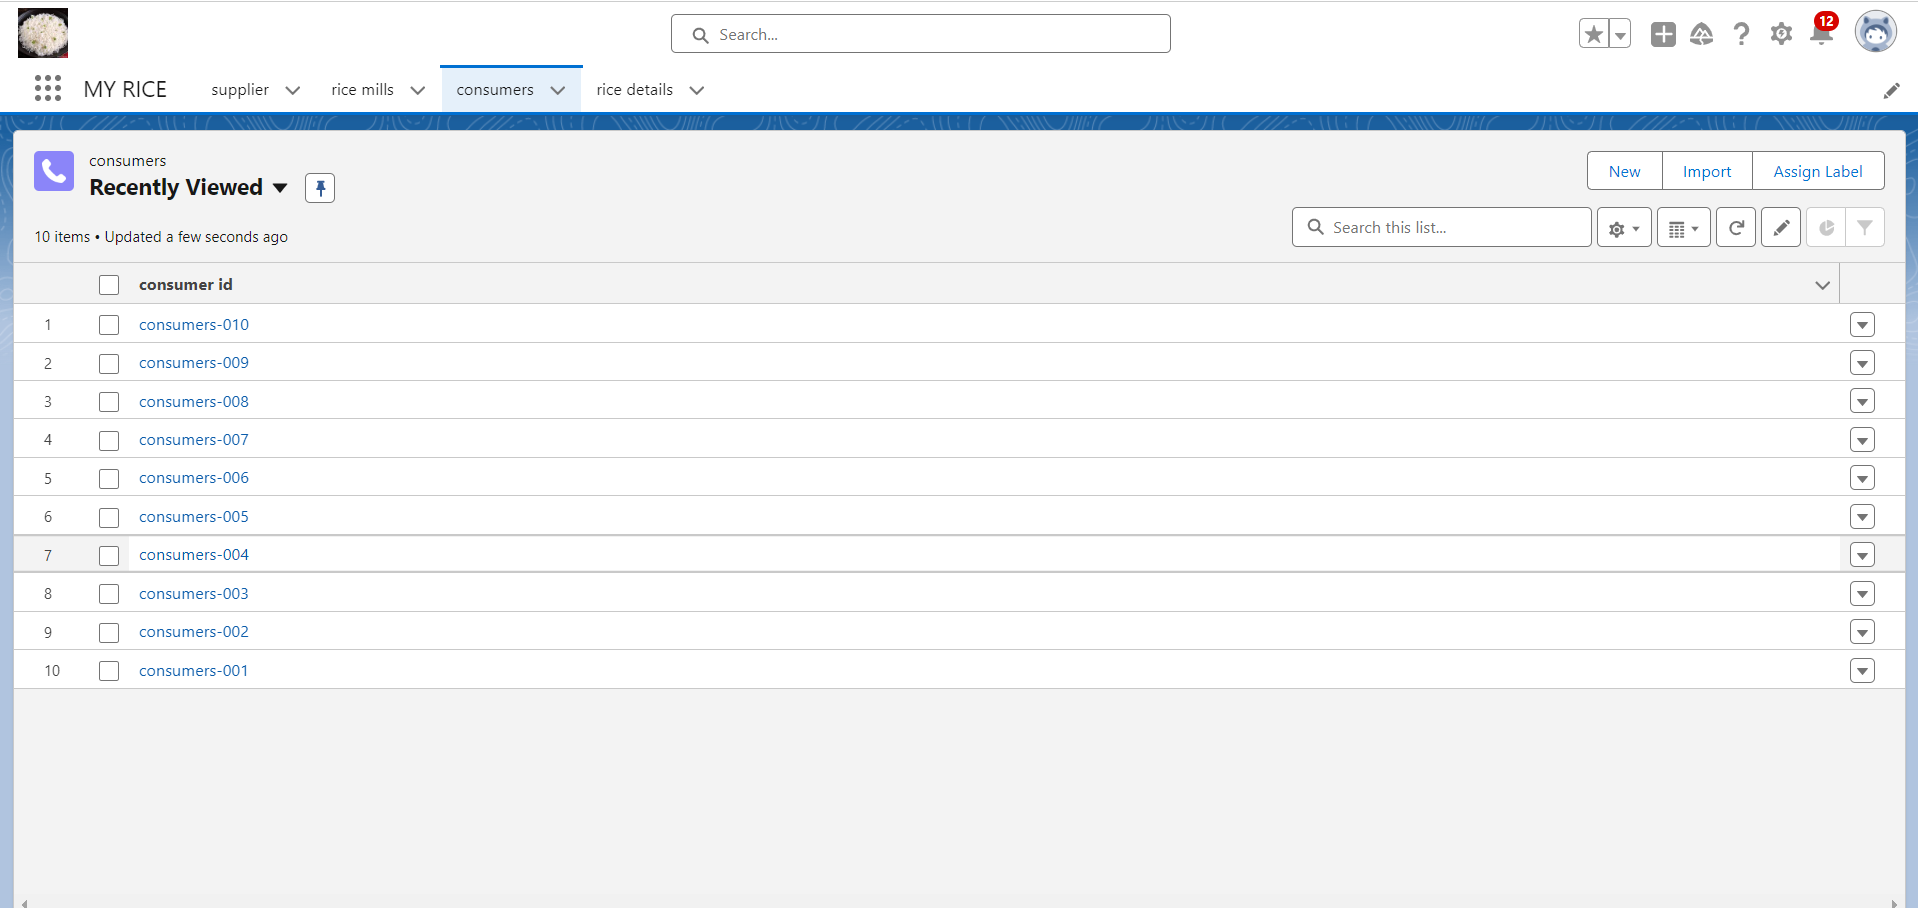 Search...
12
MY RICE
supplier
rice mills
consumers
rice details
consumers
Recently Viewed
New
Import
Assign Label
10 items • Updated a few seconds ago
Search this list...
consumer id
1 consumers-010
2 consumers-009
3 consumers-008
4 consumers-007
5 consumers-006
6 consumers-005
7 consumers-004
8 consumers-003
9 consumers-002
10 consumers-001